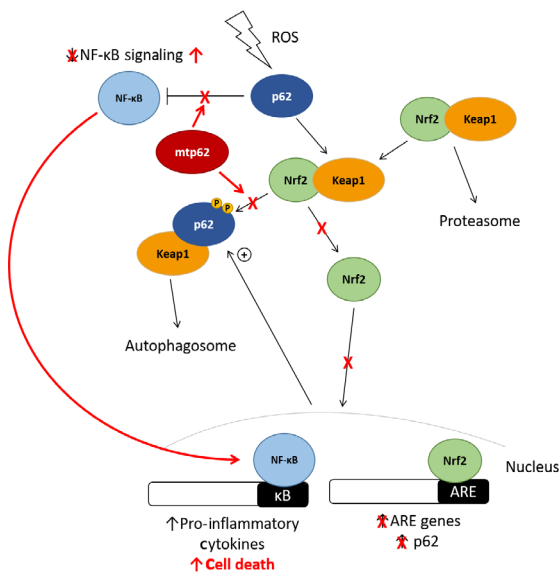 ROS
NF-κB signaling
NF-κB
p62
Nrf2
Keap1
mtp62
Nrf2
Keap1
P
P
p62
Keap1
Proteasome
Nrf2
Autophagosome
NF-κB
Nrf2
Nucleus
κB
ARE
↑Pro-inflammatory
cytokines
↑Cell death
ARE genes
p62